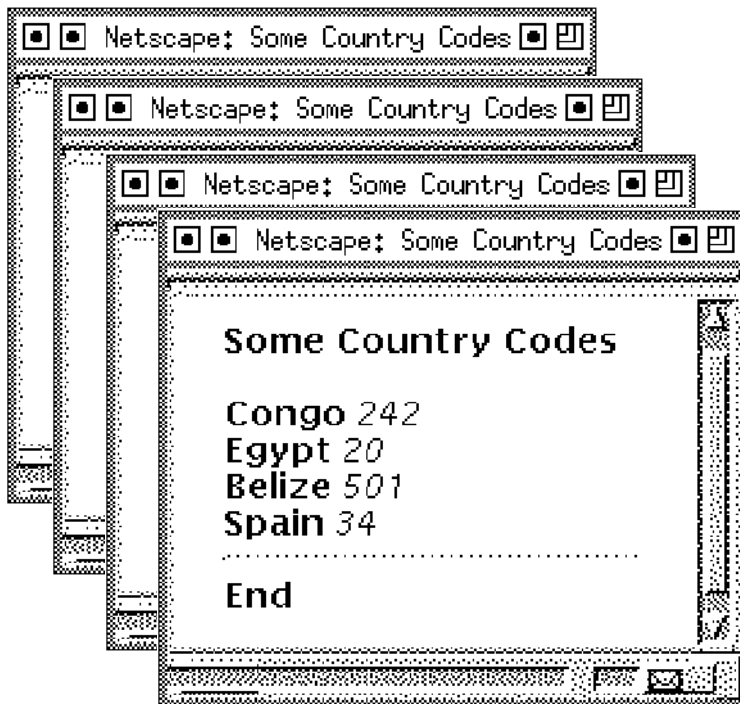 Netscape: Some Country Codes
Netscape: Some Country Codes
Netscape: Some Country Codes
Netscape: Some Country Codes
Some Country Codes
Congo 242
Egypt 20
Belize 501
Spain 34
End